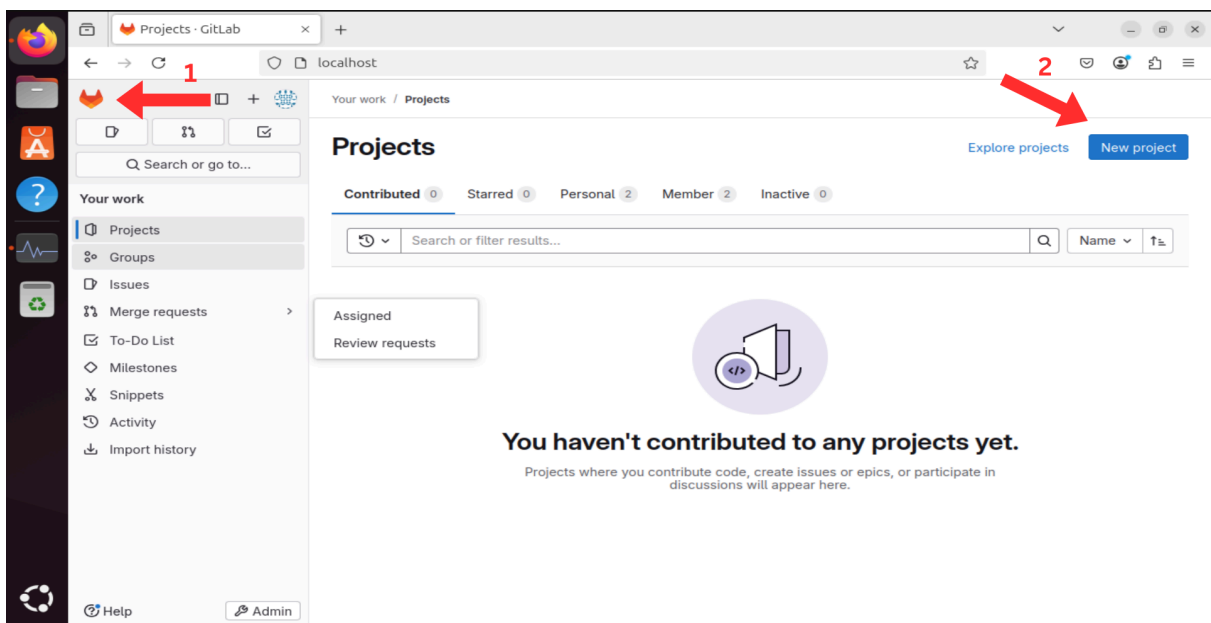 Projects · GitLab
localhost
1
2
Your work / Projects
Projects
Explore projects
New project
Search or go to...
Contributed 0 Starred 0 Personal 2 Member 2 Inactive 0
Your work
Search or filter results...
Name
Projects
Groups
Issues
Merge requests
Assigned
Review requests
To-Do List
Milestones
Snippets
Activity
Import history
</>
You haven't contributed to any projects yet.
Projects where you contribute code, create issues or epics, or participate in
discussions will appear here.
Help
Admin